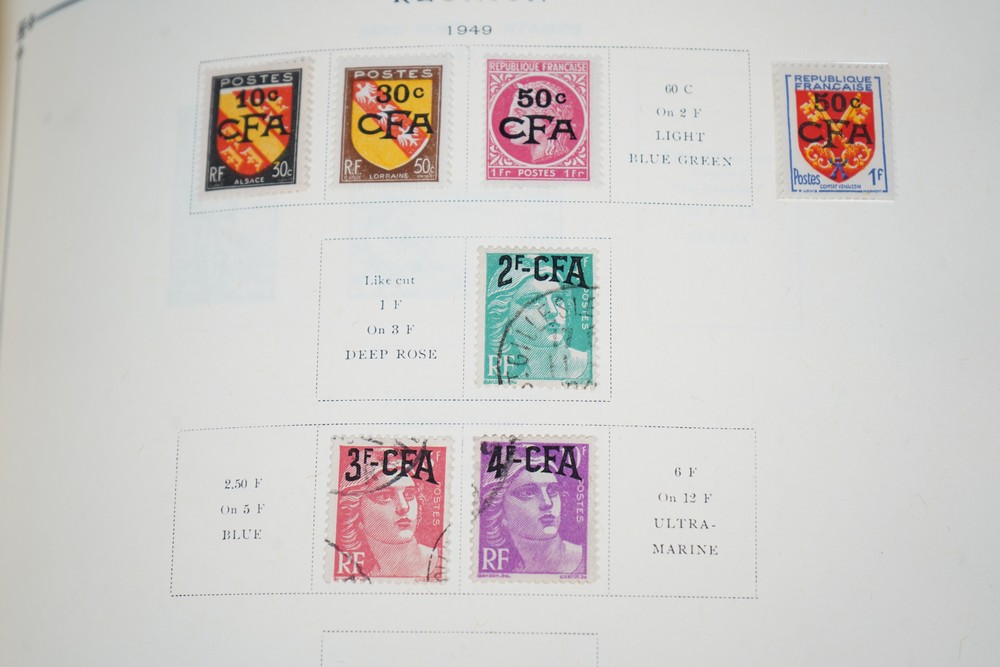 REUNION
1949
POSTES
10c
CFA
RF 30c
ALSACE
POSTES
30c
CFA
RF 50c
LORRAINE
REPUBLIQUE FRANÇAISE
50c
CFA
1Fr POSTES 1Fr
60 C
On 2 F
LIGHT
BLUE GREEN
REPUBLIQUE
FRANÇAISE
50c
CFA
Postes 1F
COMTAT VENAISSIN
Like cut
1 F
On 3 F
DEEP ROSE
2F-CFA
POSTES
RF
2.50 F
On 5 F
BLUE
3F-CFA
POSTES
RF
4F-CFA
POSTES
RF
6 F
On 12 F
ULTRA-
MARINE